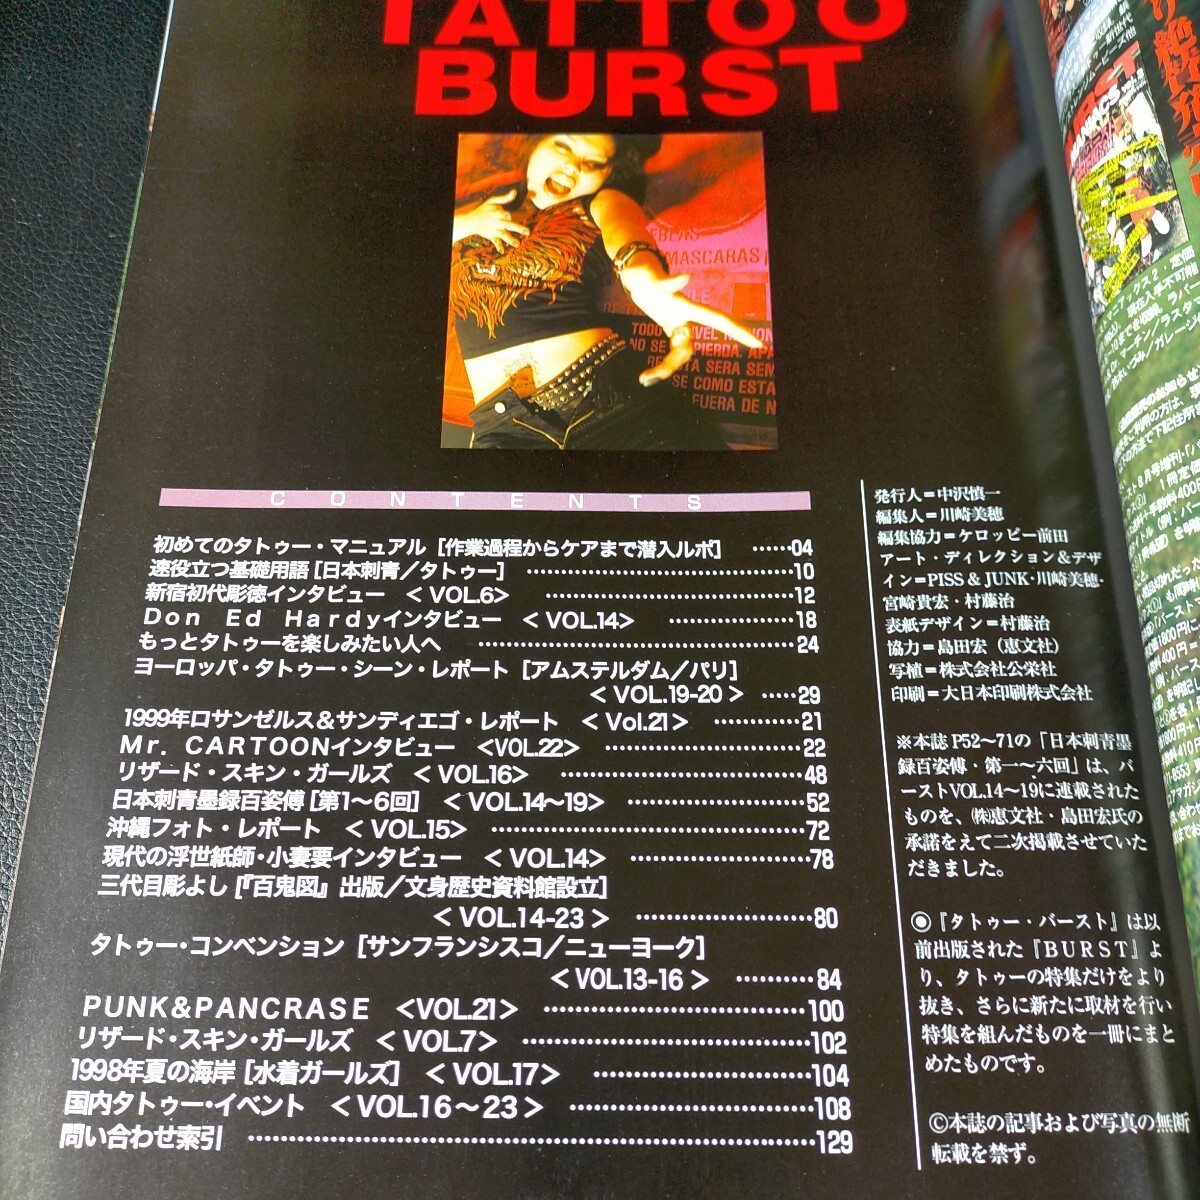 TATTOO
BURST
EBLAS
MASCARAS
TODO
NO SE
PIERDA. APA
TA SERA SEM
SE COMO ESTA
FUERA DE N
CONTENTS
初めてのタトゥー・マニュアル［作業過程からケアまで潜入ルポ］ ……04
速役立つ基礎用語［日本刺青／タトゥー］ ……10
新宿初代彫徳インタビュー ＜VOL.6＞ ……12
Don Ed Hardyインタビュー ＜VOL.14＞ ……18
もっとタトゥーを楽しみたい人へ ……24
ヨーロッパ・タトゥー・シーン・レポート［アムステルダム／パリ］
＜VOL.19-20＞ ……29
1999年ロサンゼルス＆サンディエゴ・レポート ＜Vol.21＞ ……21
Mr. CARTOONインタビュー ＜VOL.22＞ ……22
リザード・スキン・ガールズ ＜VOL.16＞ ……48
日本刺青墨録百姿傅［第1～6回］ ＜VOL.14～19＞ ……52
沖縄フォト・レポート ＜VOL.15＞ ……72
現代の浮世紙師・小妻要インタビュー ＜VOL.14＞ ……78
三代目彫よし［『百鬼図』出版／文身歴史資料館設立］
＜VOL.14-23＞ ……80
タトゥー・コンベンション［サンフランシスコ／ニューヨーク］
＜VOL.13-16＞ ……84
PUNK&PANCRASE ＜VOL.21＞ ……100
リザード・スキン・ガールズ ＜VOL.7＞ ……102
1998年夏の海岸［水着ガールズ］ ＜VOL.17＞ ……104
国内タトゥー・イベント ＜VOL.16～23＞ ……108
問い合わせ索引 ……129
発行人＝中沢慎一
編集人＝川崎美穂
編集協力＝ケロッピー前田
アート・ディレクション＆デザ
イン＝PISS & JUNK・川崎美穂・
宮崎貴宏・村藤治
表紙デザイン＝村藤治
協力＝島田宏（恵文社）
写植＝株式会社公栄社
印刷＝大日本印刷株式会社
※本誌P52～71の「日本刺青墨
録百姿傅・第一～六回」は、バ
ーストVOL.14～19に連載された
ものを、㈱恵文社・島田宏氏の
承諾をえて二次掲載させていた
だきました。
◉『タトゥー・バースト』は以
前出版された『BURST』よ
り、タトゥーの特集だけをより
抜き、さらに新たに取材を行い
特集を組んだものを一冊にまと
めたものです。
©本誌の記事および写真の無断
転載を禁ず。